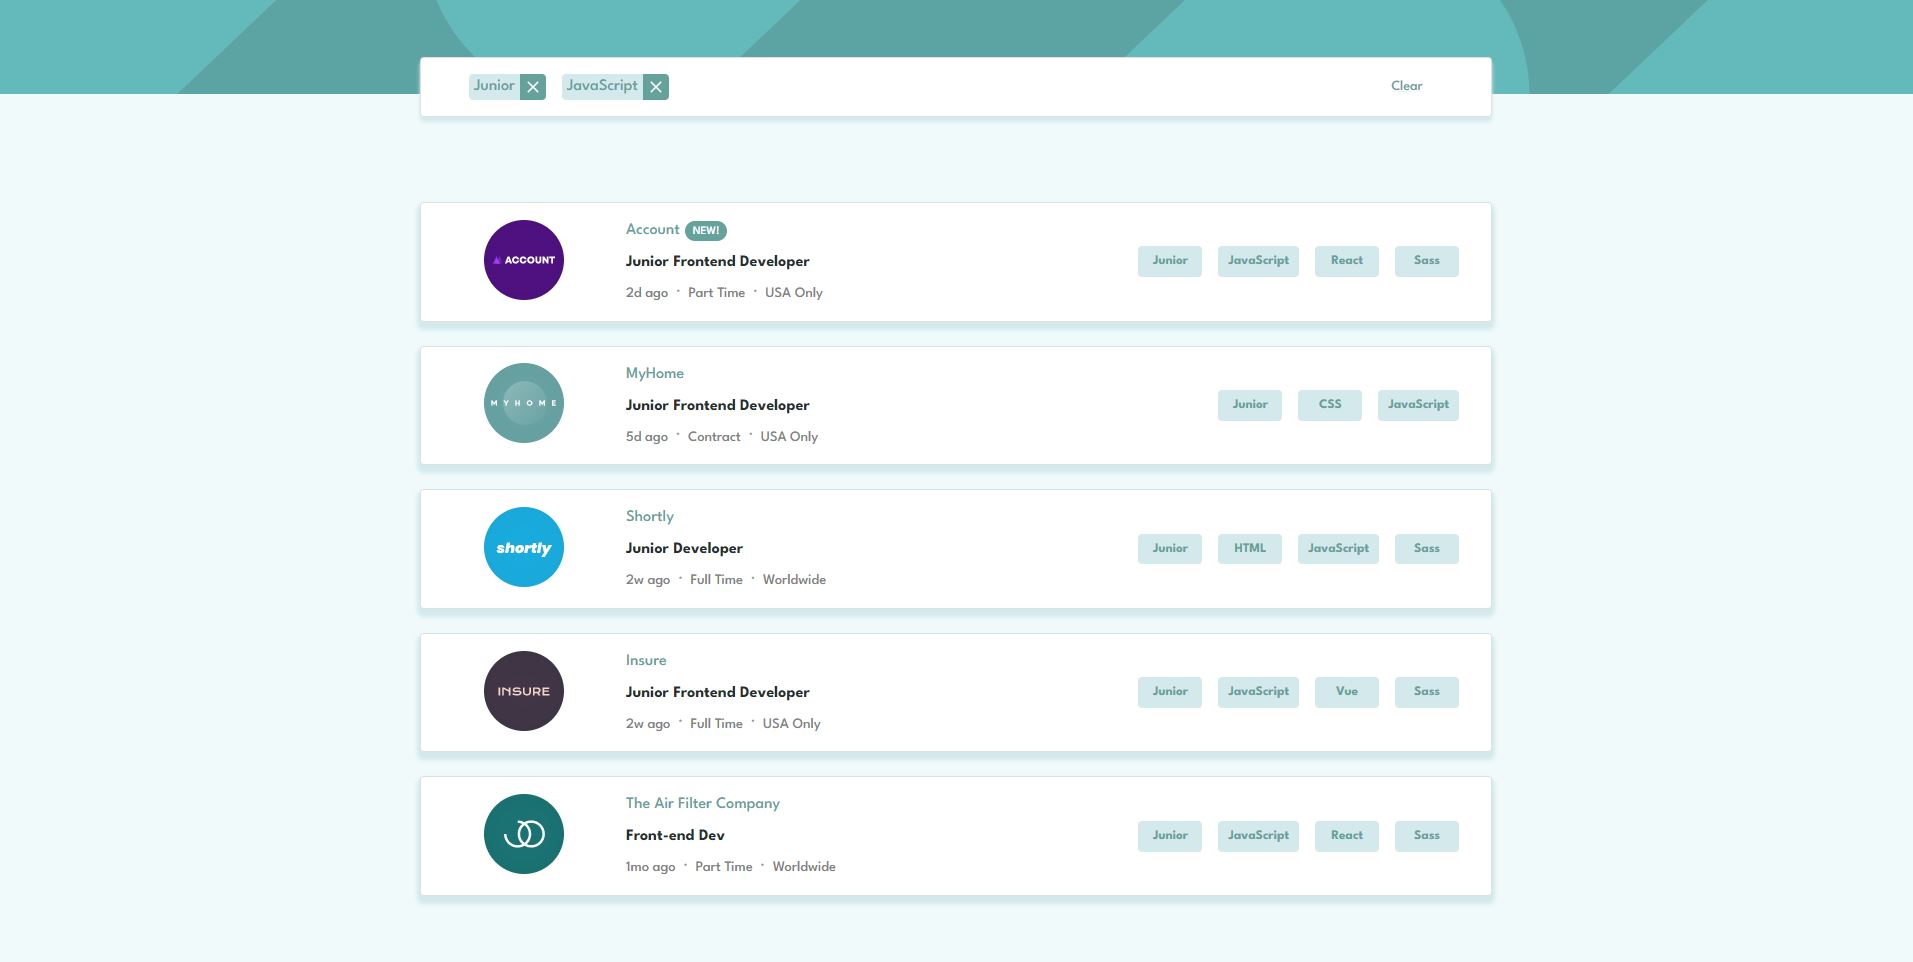 Junior JavaScript Clear
ACCOUNT
Account NEW!
Junior Frontend Developer
2d ago · Part Time · USA Only
Junior JavaScript React Sass
MYHOME
MyHome
Junior Frontend Developer
5d ago · Contract · USA Only
Junior CSS JavaScript
shortly
Shortly
Junior Developer
2w ago · Full Time · Worldwide
Junior HTML JavaScript Sass
INSURE
Insure
Junior Frontend Developer
2w ago · Full Time · USA Only
Junior JavaScript Vue Sass
The Air Filter Company
Front-end Dev
1mo ago · Part Time · Worldwide
Junior JavaScript React Sass